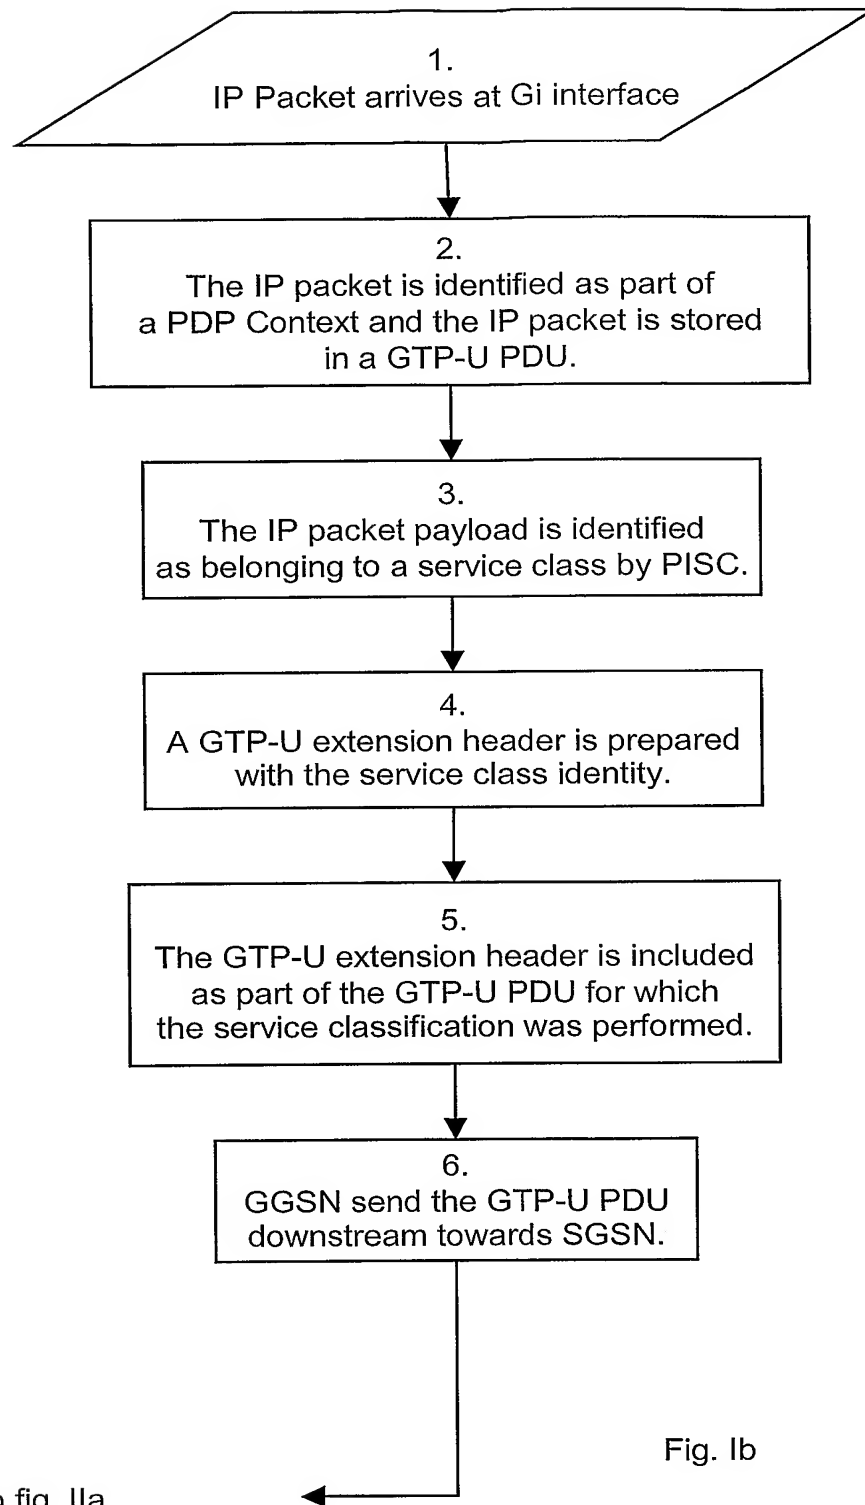 1.
IP Packet arrives at Gi interface
2.
The IP packet is identified as part of
a PDP Context and the IP packet is stored
in a GTP-U PDU.
3.
The IP packet payload is identified
as belonging to a service class by PISC.
4.
A GTP-U extension header is prepared
with the service class identity.
5.
The GTP-U extension header is included
as part of the GTP-U PDU for which
the service classification was performed.
6.
GGSN send the GTP-U PDU
downstream towards SGSN.
Fig. Ib
fig. IIa